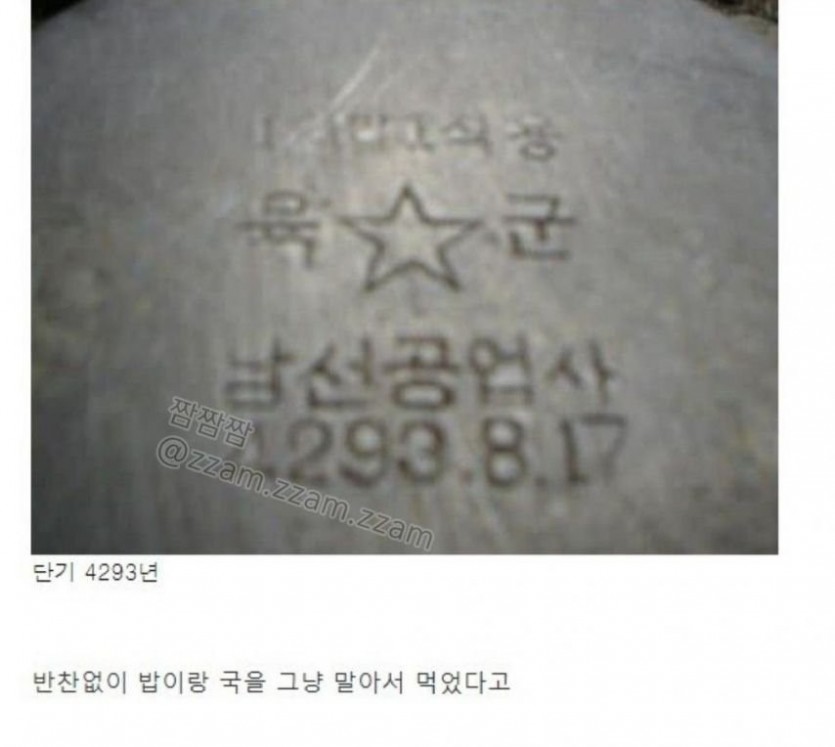 육☆군
남선공업사
4293.8.17
짬짬짬
@zzam.zzam.zzam
단기 4293년
반찬없이 밥이랑 국을 그냥 말아서 먹었다고